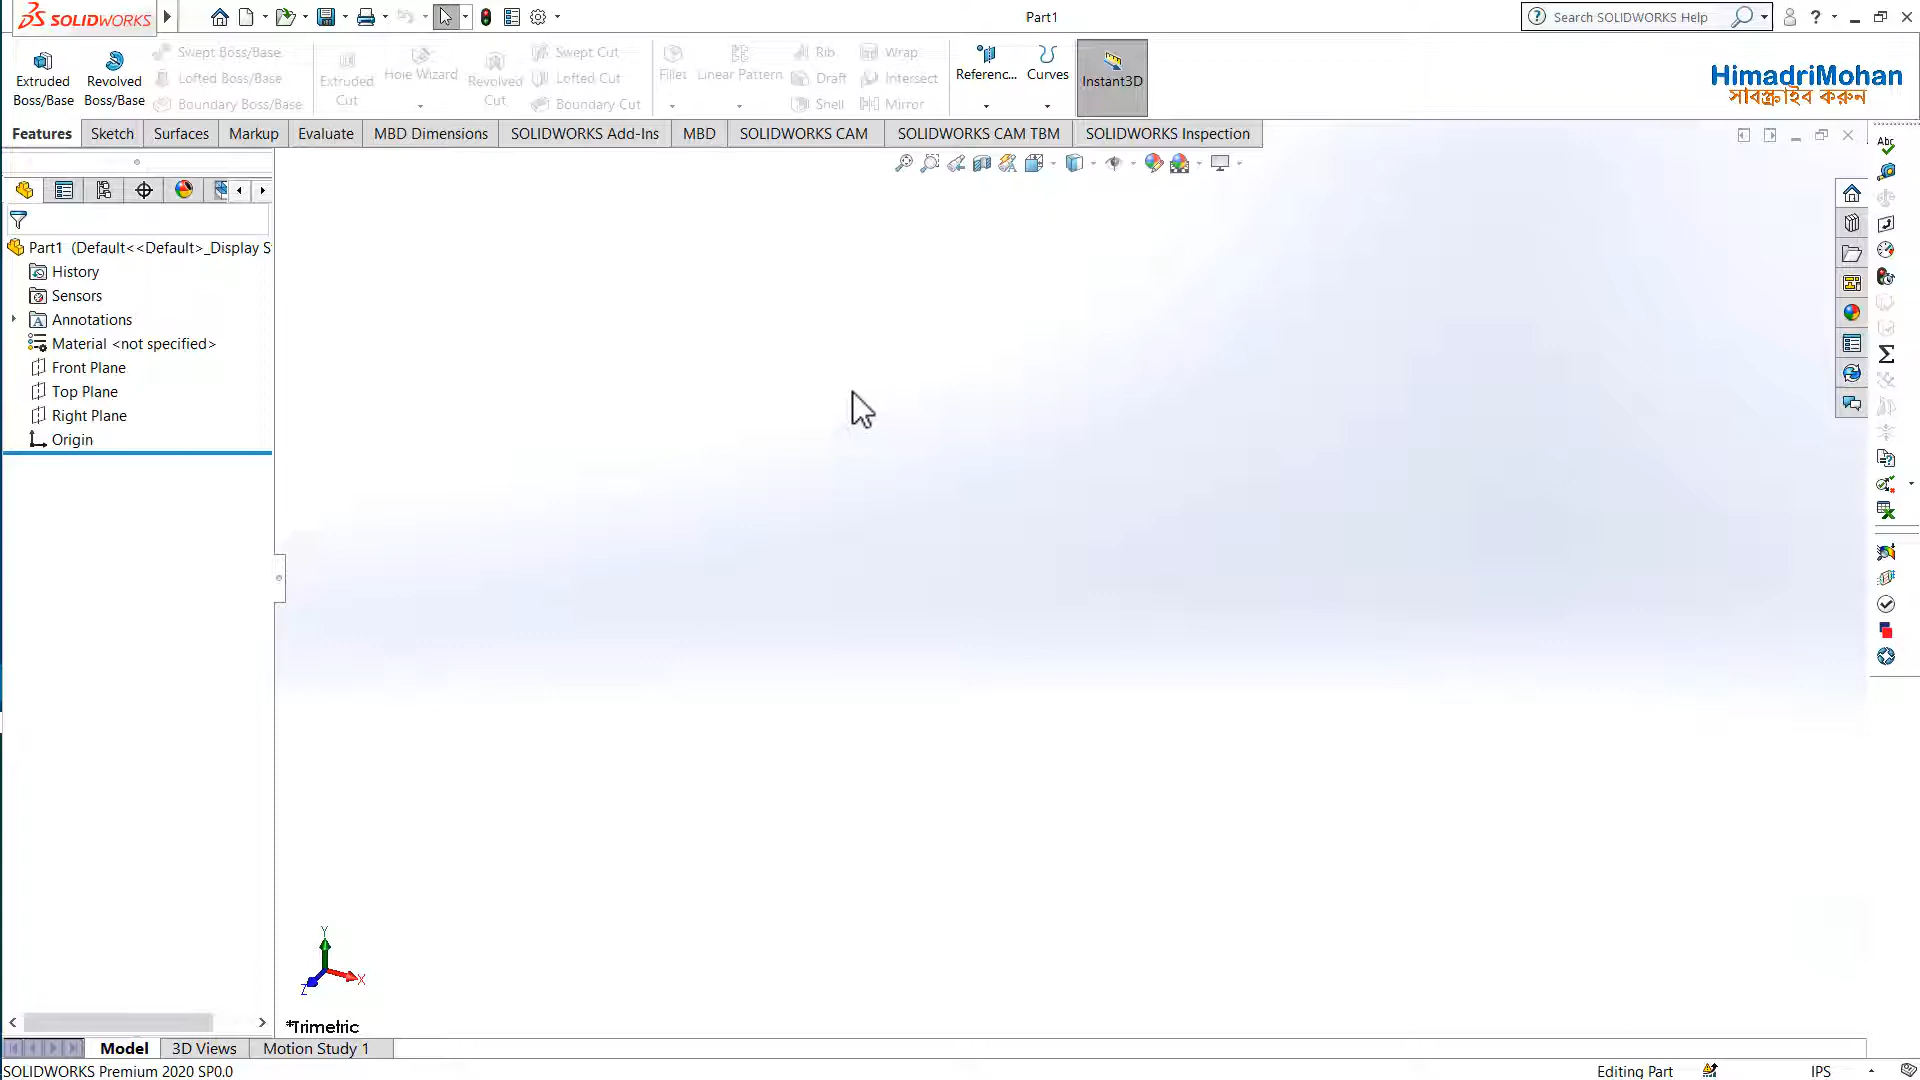 SOLIDWORKS
Part1
Search SOLIDWORKS Help
Extruded Boss/Base
Revolved Boss/Base
Swept Boss/Base
Lofted Boss/Base
Boundary Boss/Base
Extruded Cut
Hole Wizard
Revolved Cut
Swept Cut
Lofted Cut
Boundary Cut
Fillet
Linear Pattern
Rib
Draft
Shell
Wrap
Intersect
Mirror
Referenc...
Curves
Instant3D
HimadriMohan
সাবস্ক্রাইব করুন
Features
Sketch
Surfaces
Markup
Evaluate
MBD Dimensions
SOLIDWORKS Add-Ins
MBD
SOLIDWORKS CAM
SOLIDWORKS CAM TBM
SOLIDWORKS Inspection
Abc
Part1 (Default<<Default>_Display S
History
Sensors
A
Annotations
Material <not specified>
Front Plane
Top Plane
Right Plane
Origin
Y
X
Z
*Trimetric
Model
3D Views
Motion Study 1
SOLIDWORKS Premium 2020 SP0.0
Editing Part
IPS